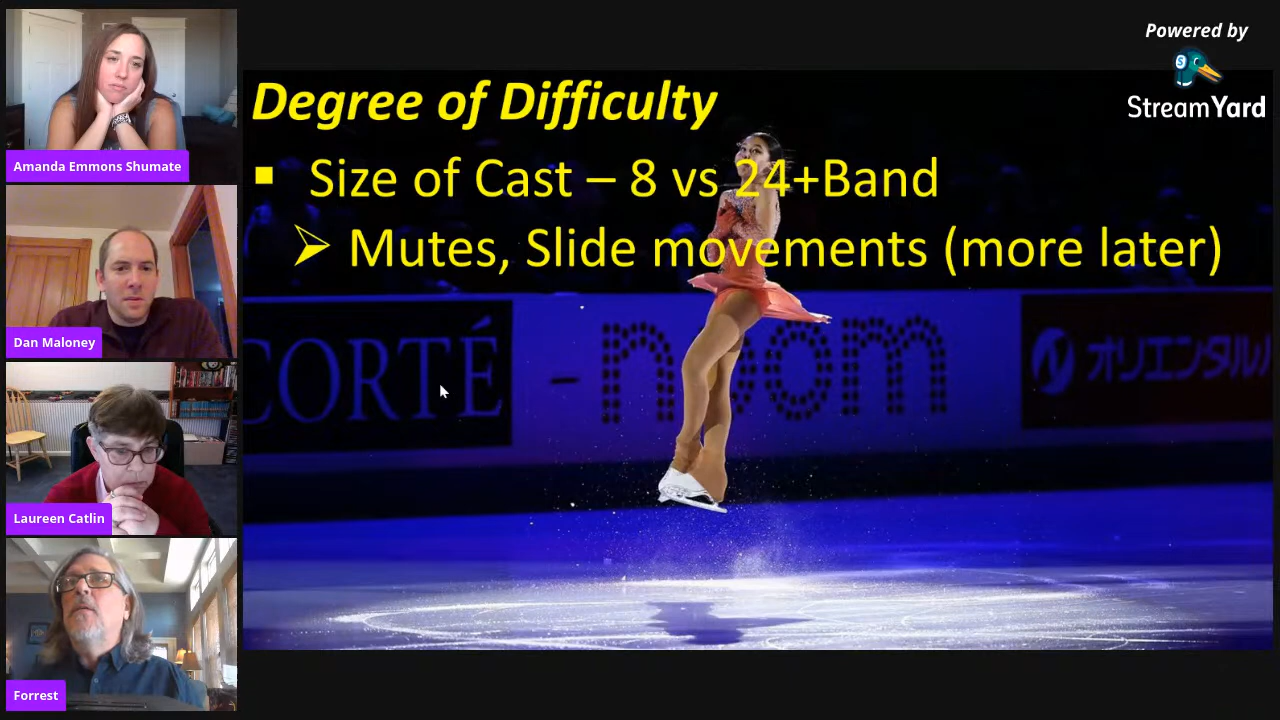 Powered by
StreamYard
Degree of Difficulty
▪ Size of Cast – 8 vs 24+Band
➢ Mutes, Slide movements (more later)
CORTÉ
noom
オリエンタル
Amanda Emmons Shumate
Dan Maloney
Laureen Catlin
Forrest